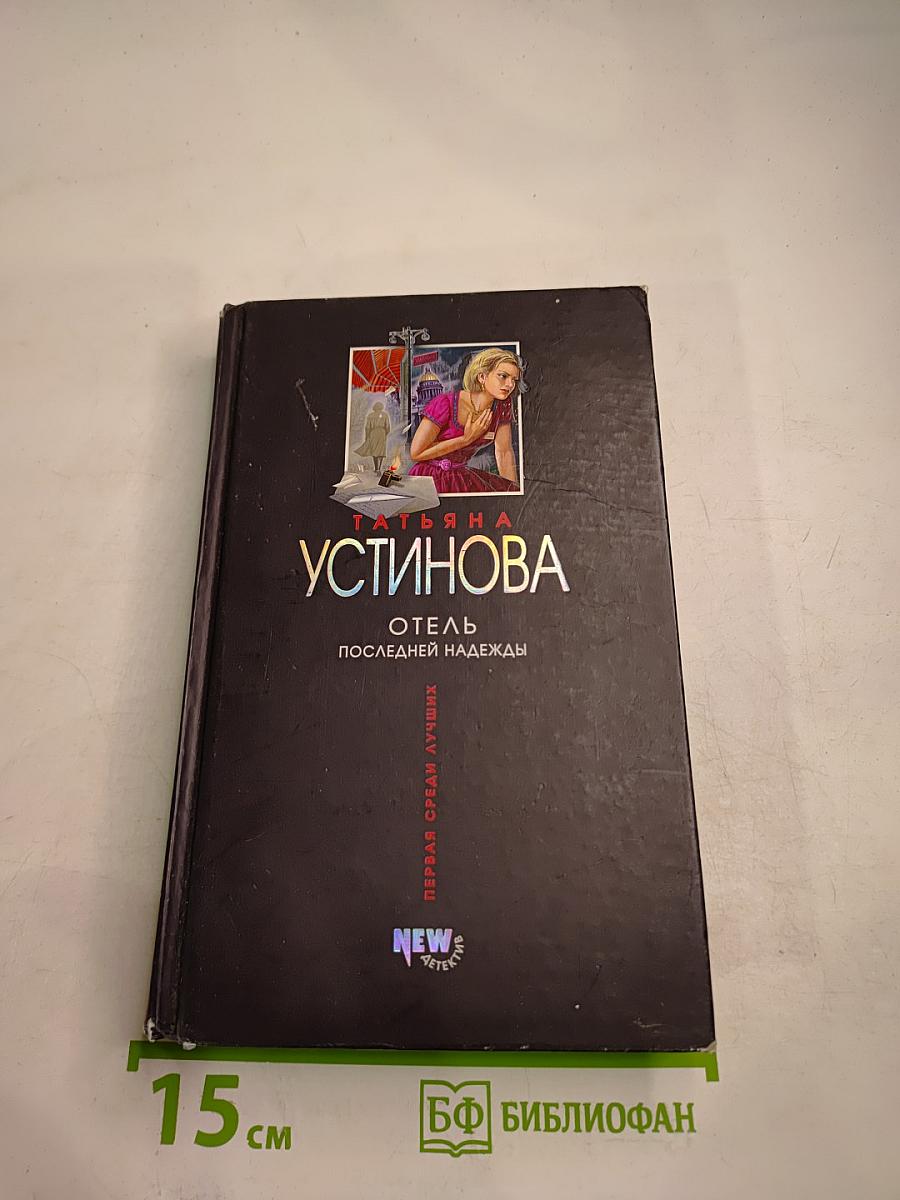 ТАТЬЯНА
УСТИНОВА
ОТЕЛЬ
ПОСЛЕДНЕЙ НАДЕЖДЫ
ПЕРВАЯ СРЕДИ ЛУЧШИХ
NEW
ДЕТЕКТИВ
15 см
БФ БИБЛИОФАН